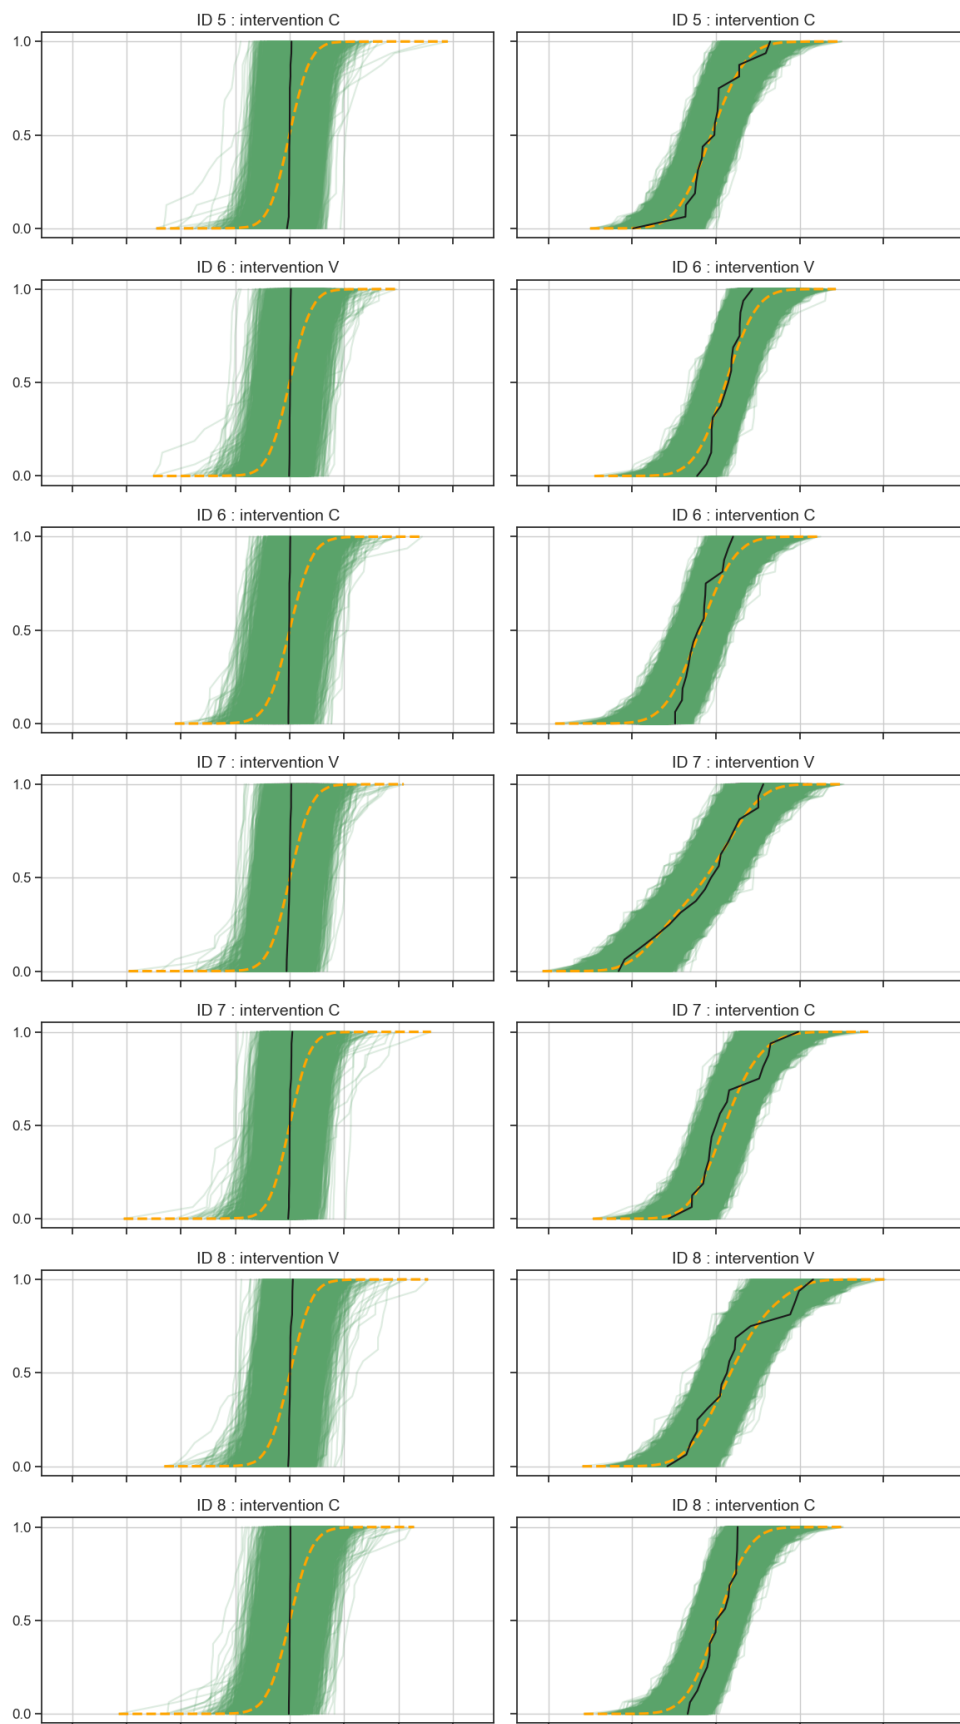 ID 5 : intervention C
ID 5 : intervention C
1.0
0.5
0.0
ID 6 : intervention V
ID 6 : intervention V
1.0
0.5
0.0
ID 6 : intervention C
ID 6 : intervention C
1.0
0.5
0.0
ID 7 : intervention V
ID 7 : intervention V
1.0
0.5
0.0
ID 7 : intervention C
ID 7 : intervention C
1.0
0.5
0.0
ID 8 : intervention V
ID 8 : intervention V
1.0
0.5
0.0
ID 8 : intervention C
ID 8 : intervention C
1.0
0.5
0.0